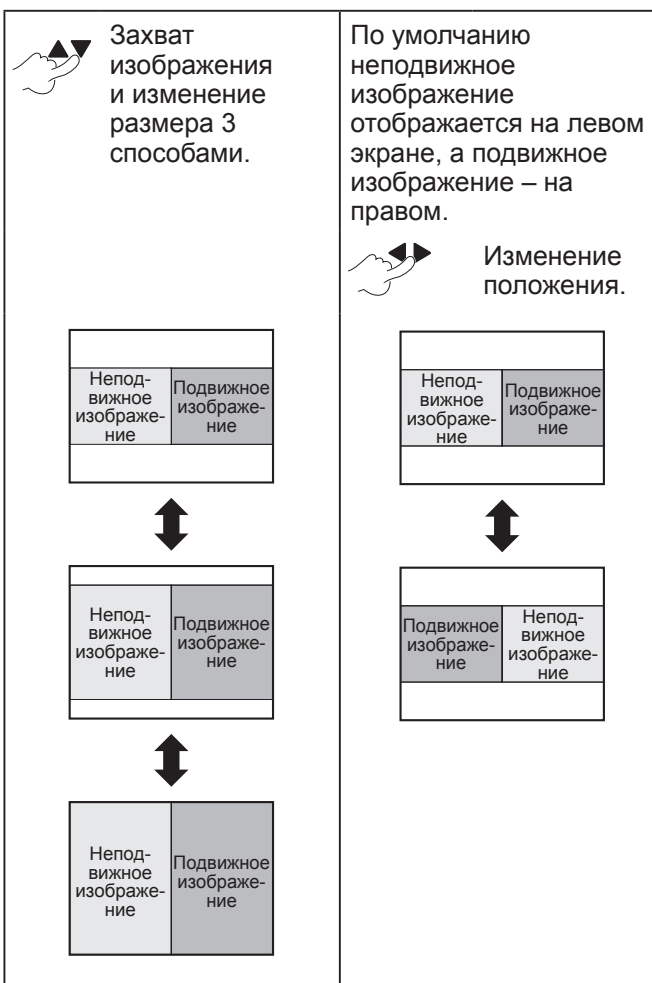 Захват
изображения
и изменение
размера 3
способами.
По умолчанию
неподвижное
изображение
отображается на левом
экране, а подвижное
изображение – на
правом.
Изменение
положения.
Непод-
вижное
изображе-
ние
Подвижное
изображе-
ние
Непод-
вижное
изображе-
ние
Подвижное
изображе-
ние
Непод-
вижное
изображе-
ние
Подвижное
изображе-
ние
Непод-
вижное
изображе-
ние
Подвижное
изображе-
ние
Подвижное
изображе-
ние
Непод-
вижное
изображе-
ние